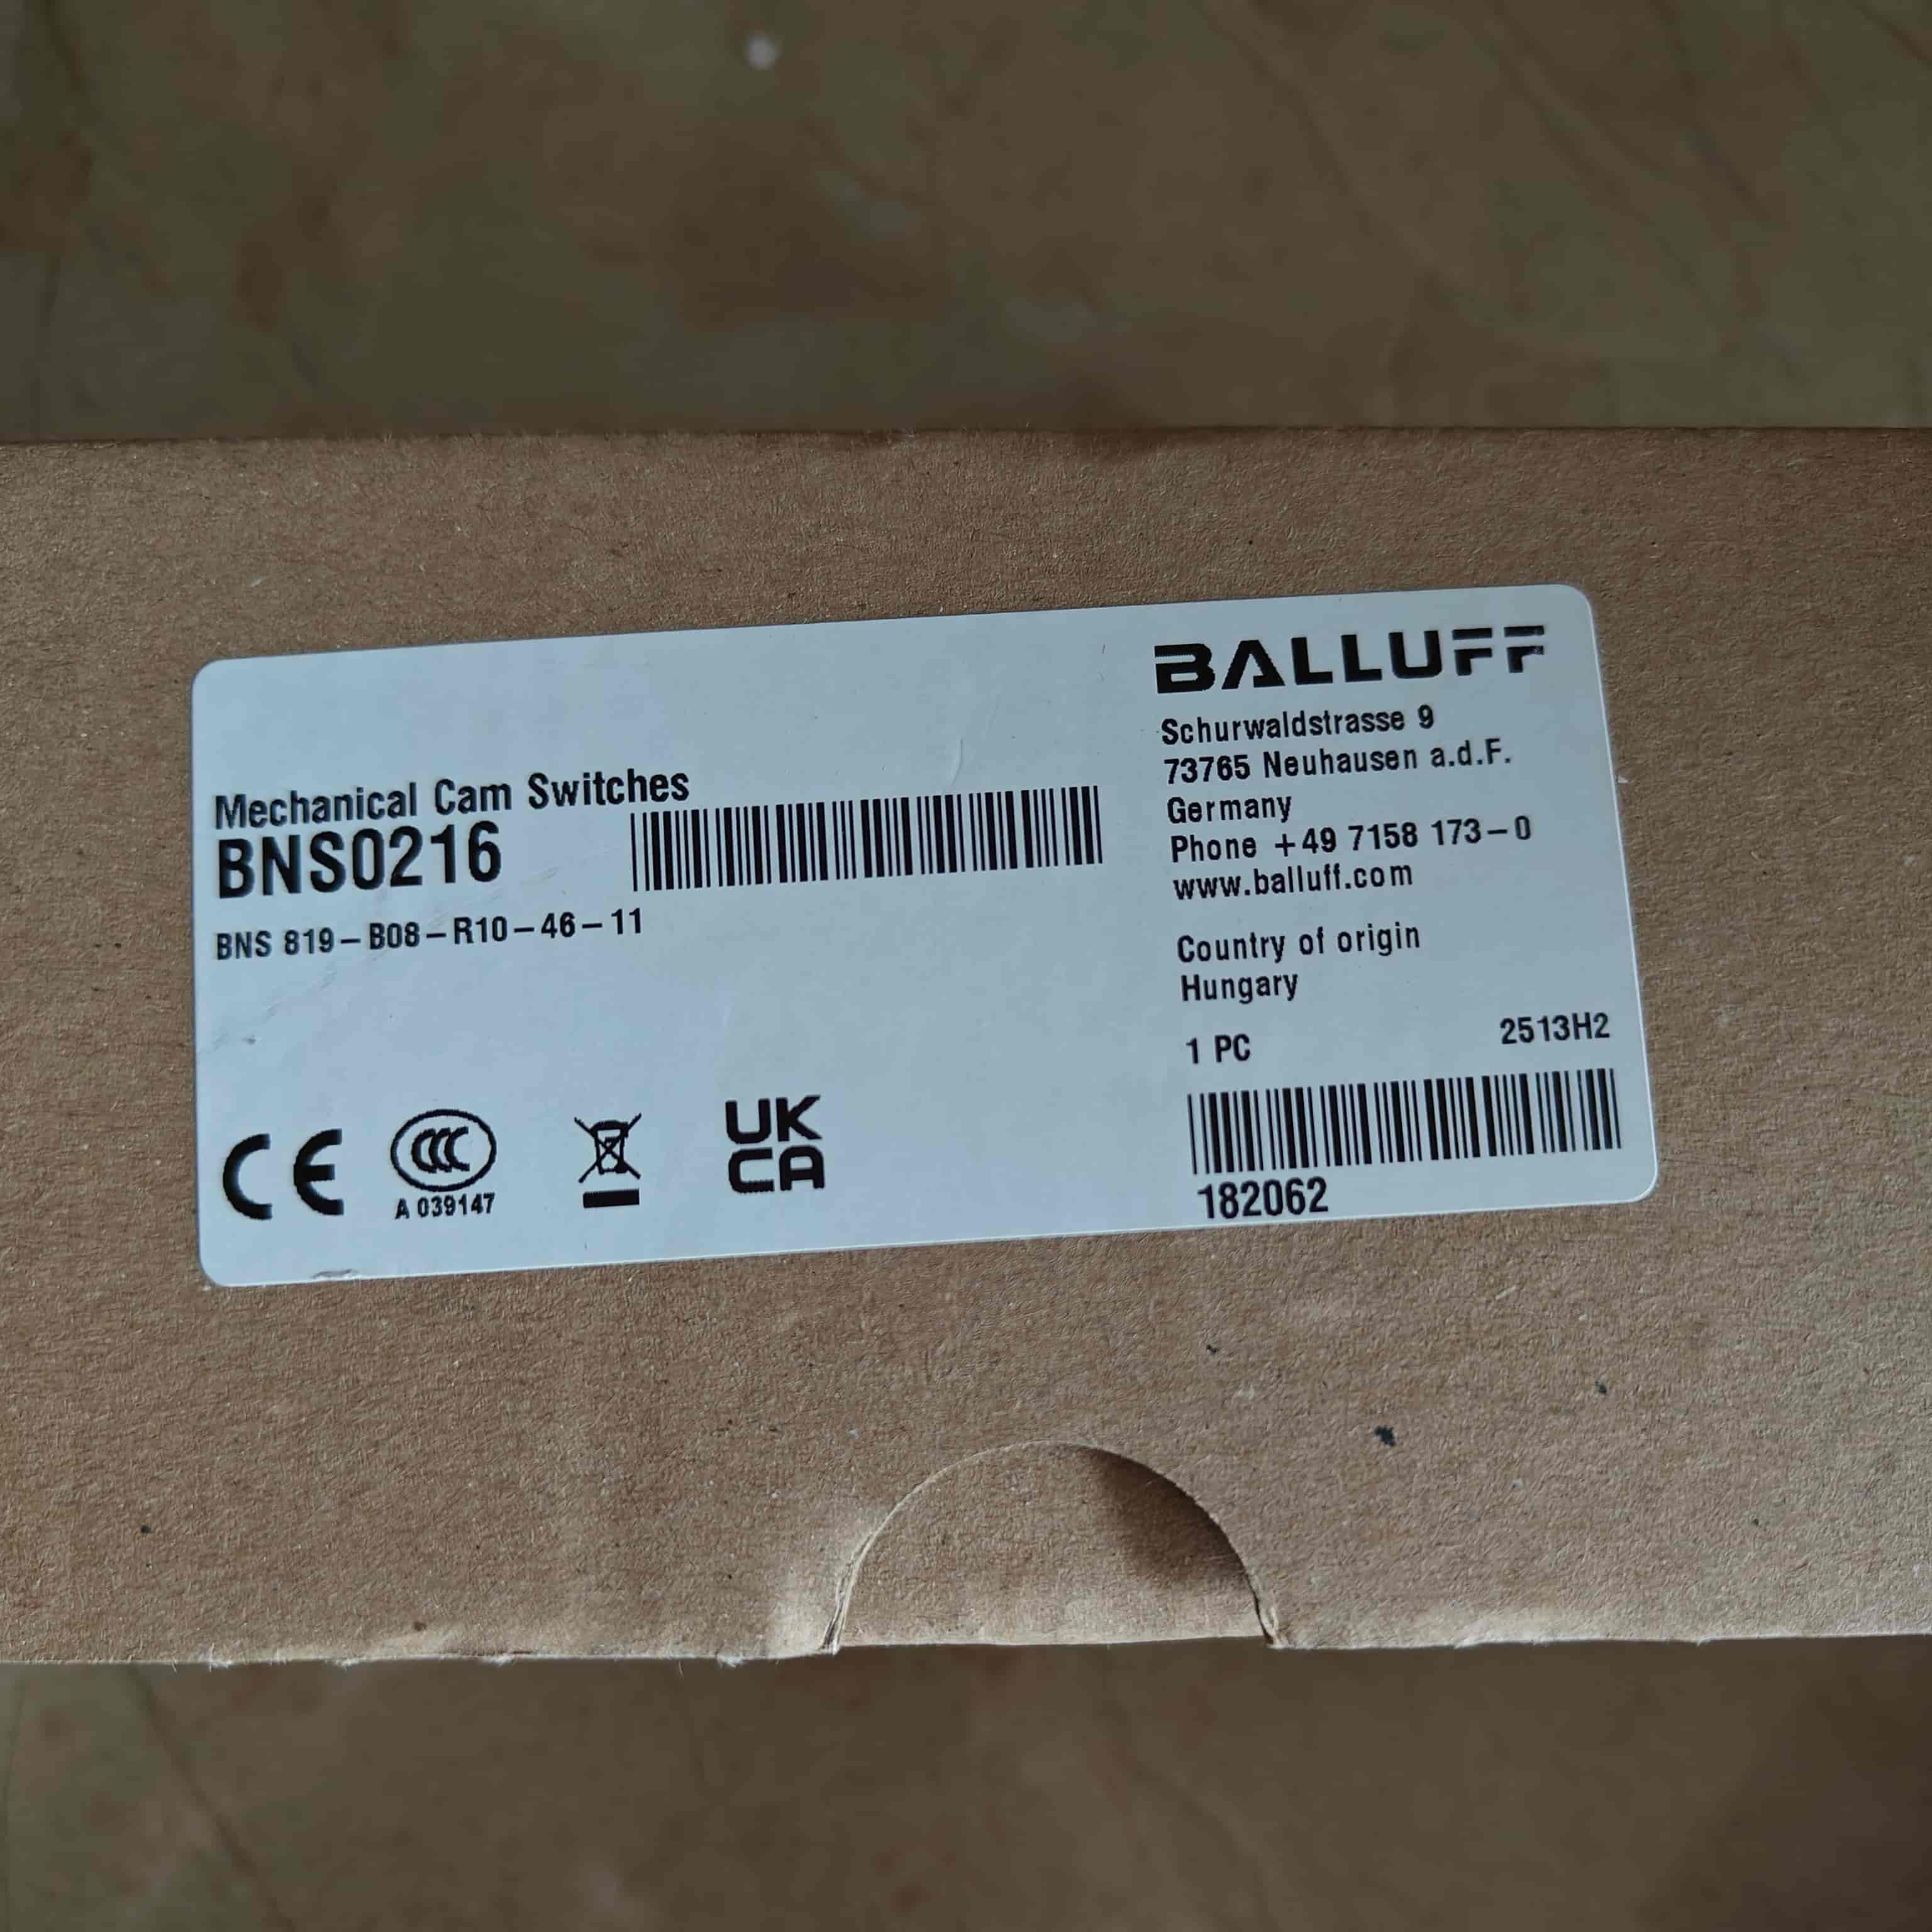 BALLUFF
Schurwaldstrasse 9
73765 Neuhausen a.d.F.
Germany
Phone +49 7158 173-0
www.balluff.com
Mechanical Cam Switches
BNS0216
BNS 819-B08-R10-46-11
Country of origin
Hungary
1 PC
2513H2
CE
CCC
A 039147
UK
CA
182062